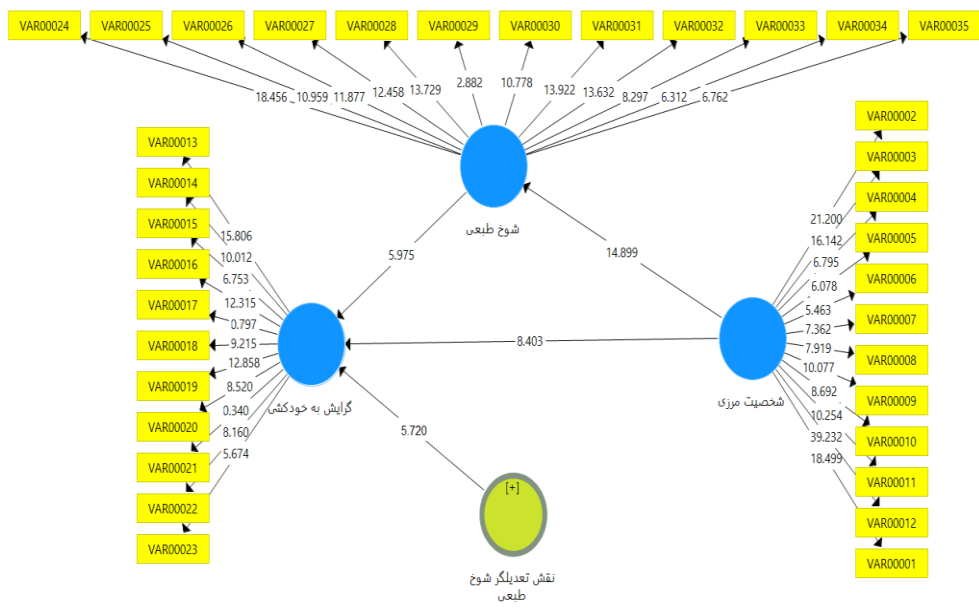 VAR00024 VAR00025 VAR00026 VAR00027 VAR00028 VAR00029 VAR00030 VAR00031 VAR00032 VAR00033 VAR00034 VAR00035
18.456 10.959 11.877 12.458 13.729 2.882 10.778 13.922 13.632 8.297 6.312 6.762
شوخ طبعی
VAR00013
VAR00014
VAR00015
VAR00016
VAR00017
VAR00018
VAR00019
VAR00020
VAR00021
VAR00022
VAR00023
15.806
10.012
6.753
12.315
0.797
9.215
12.858
8.520
0.340
8.160
5.674
گرایش به خودکشی
5.975
14.899
8.403
5.720
VAR00002
VAR00003
VAR00004
VAR00005
VAR00006
VAR00007
VAR00008
VAR00009
VAR00010
VAR00011
VAR00012
VAR00001
21.200
16.142
6.795
6.078
5.463
7.362
7.919
10.077
8.692
10.254
39.232
18.499
شخصیت مرزی
[+]
نقش تعدیلگر شوخ
طبعی